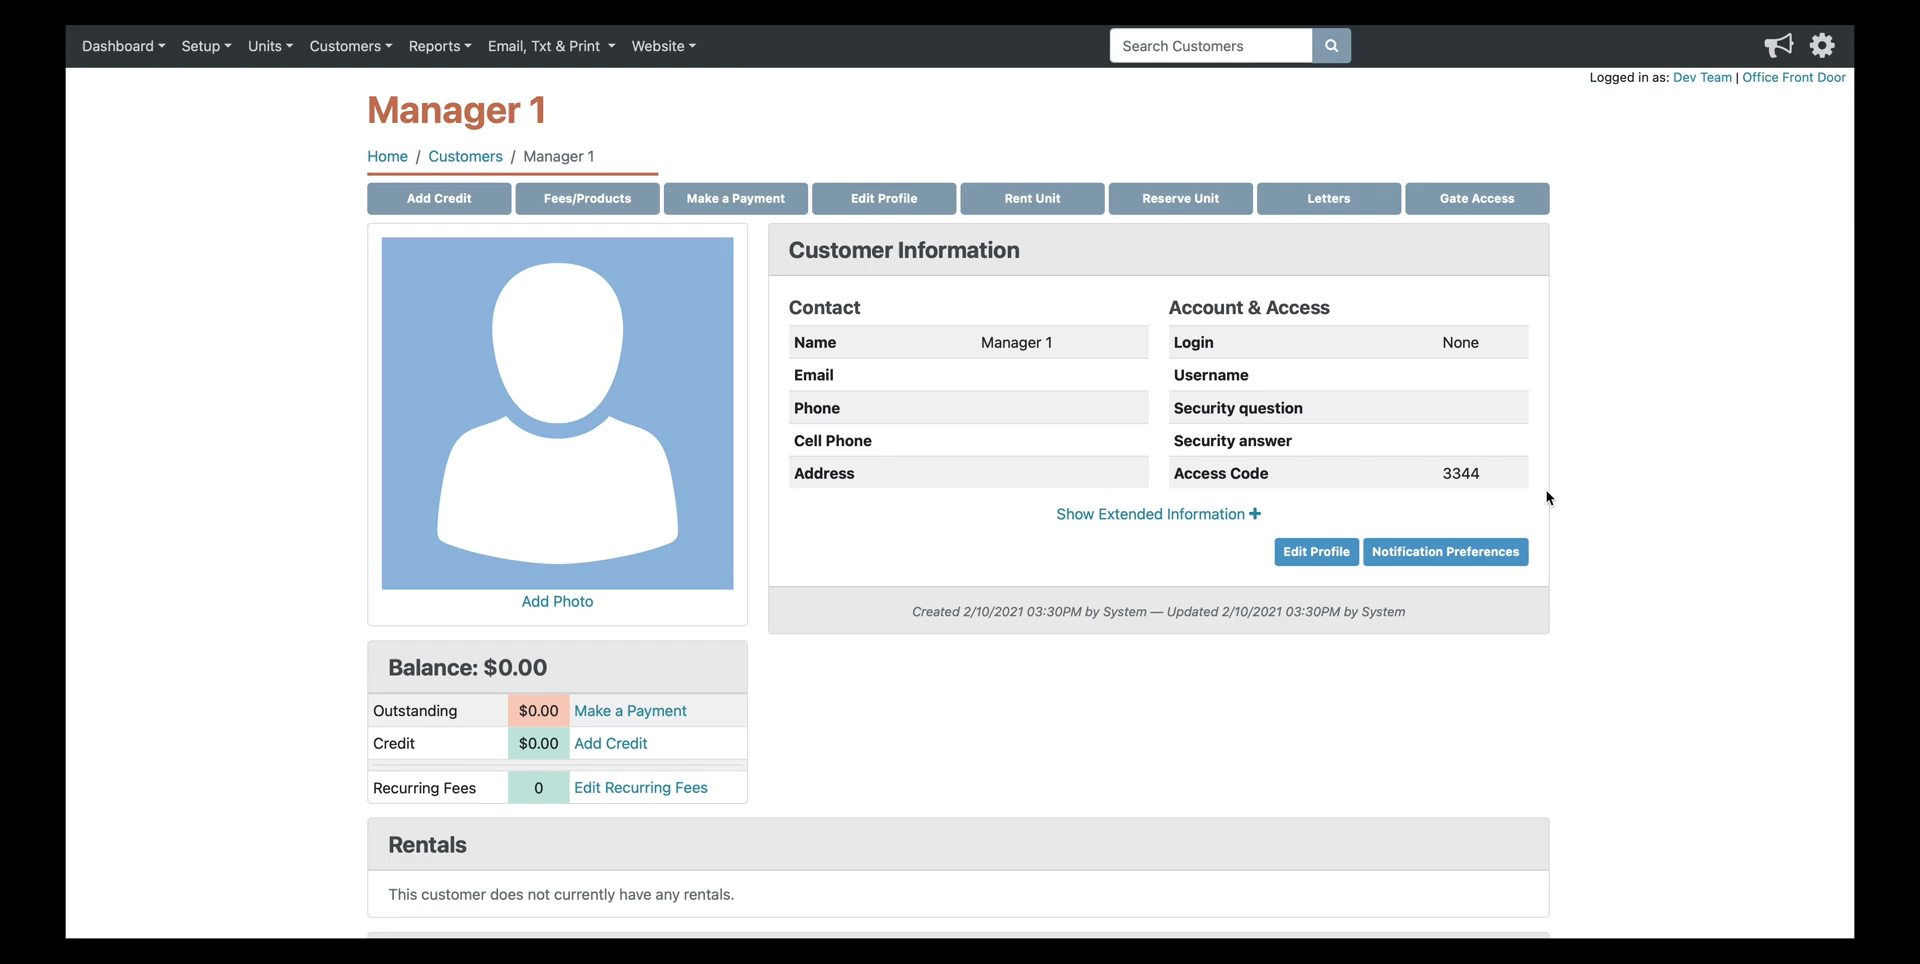 Dashboard Setup Units Customers Reports Email, Txt & Print Website Search Customers
Logged in as: Dev Team | Office Front Door
Manager 1
Home / Customers / Manager 1
Add Credit Fees/Products Make a Payment Edit Profile Rent Unit Reserve Unit Letters Gate Access
Add Photo
Customer Information
Contact
Name Manager 1
Email
Phone
Cell Phone
Address
Account & Access
Login None
Username
Security question
Security answer
Access Code 3344
Show Extended Information +
Edit Profile Notification Preferences
Created 2/10/2021 03:30PM by System — Updated 2/10/2021 03:30PM by System
Balance: $0.00
Outstanding $0.00 Make a Payment
Credit $0.00 Add Credit
Recurring Fees 0 Edit Recurring Fees
Rentals
This customer does not currently have any rentals.